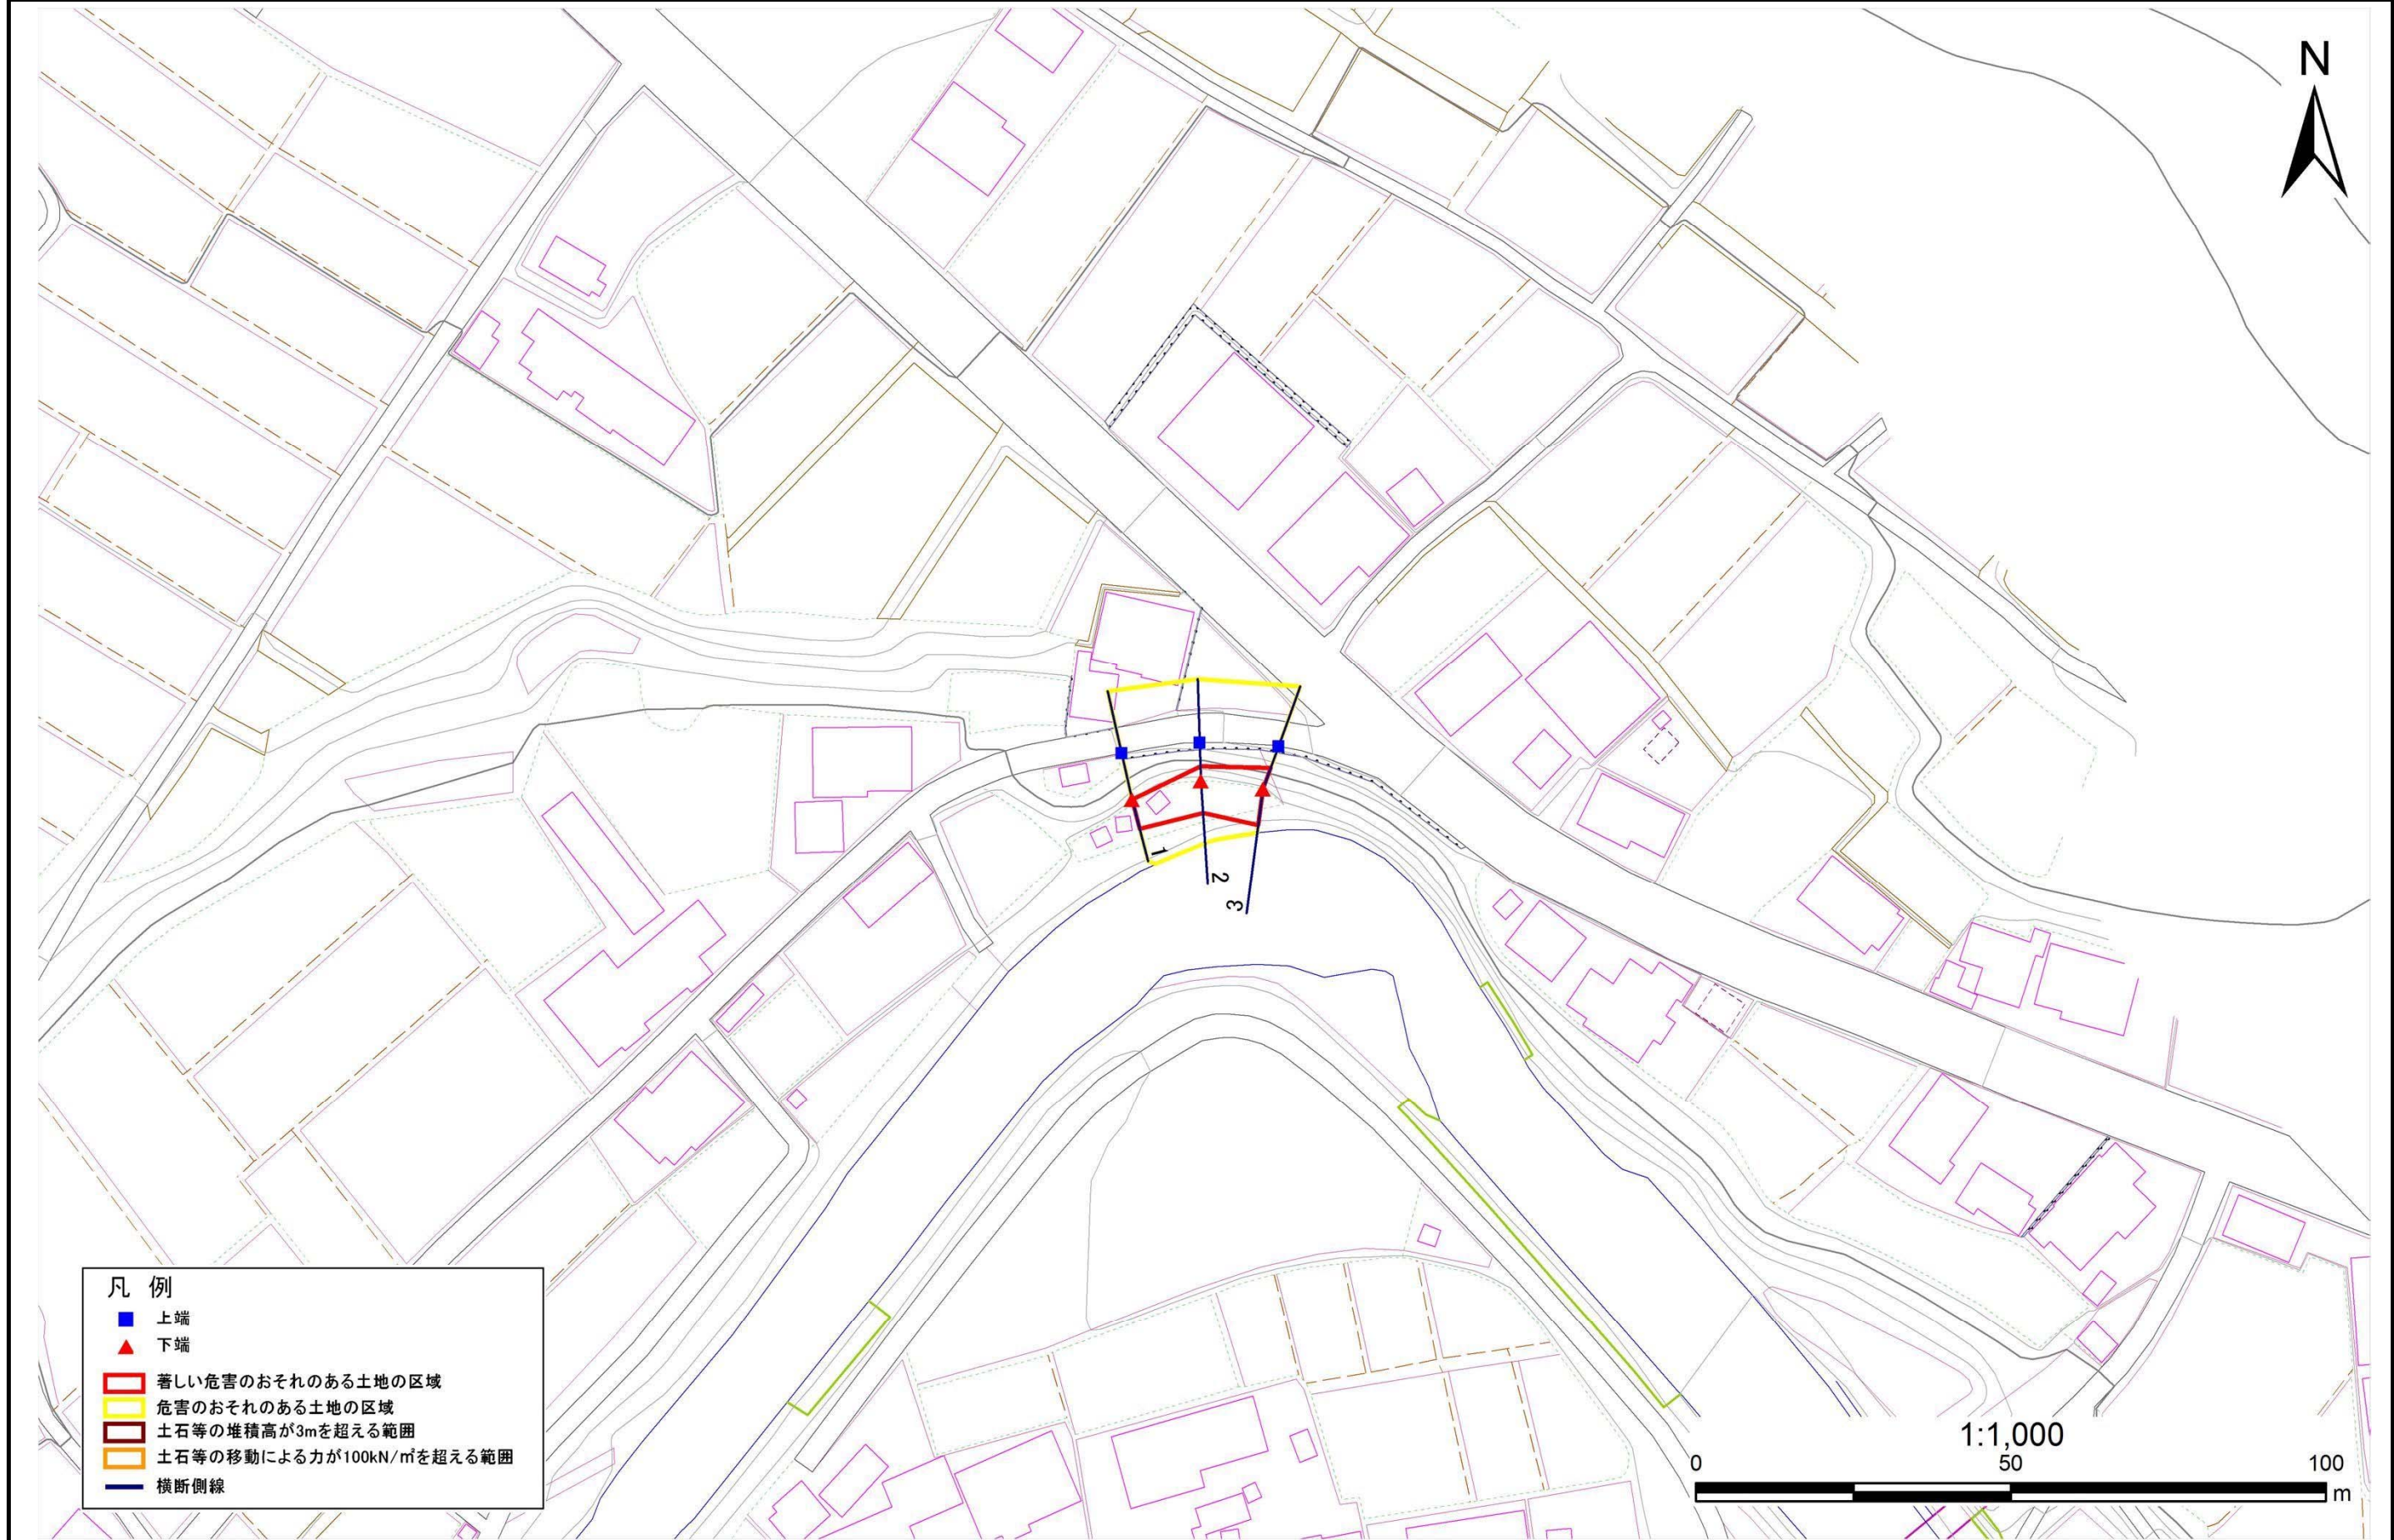 N
1
2
3
凡 例
上端
下端
著しい危害のおそれのある土地の区域
危害のおそれのある土地の区域
土石等の堆積高が3mを超える範囲
土石等の移動による力が100kN/㎡を超える範囲
横断側線
1:1,000
0 50 100
m